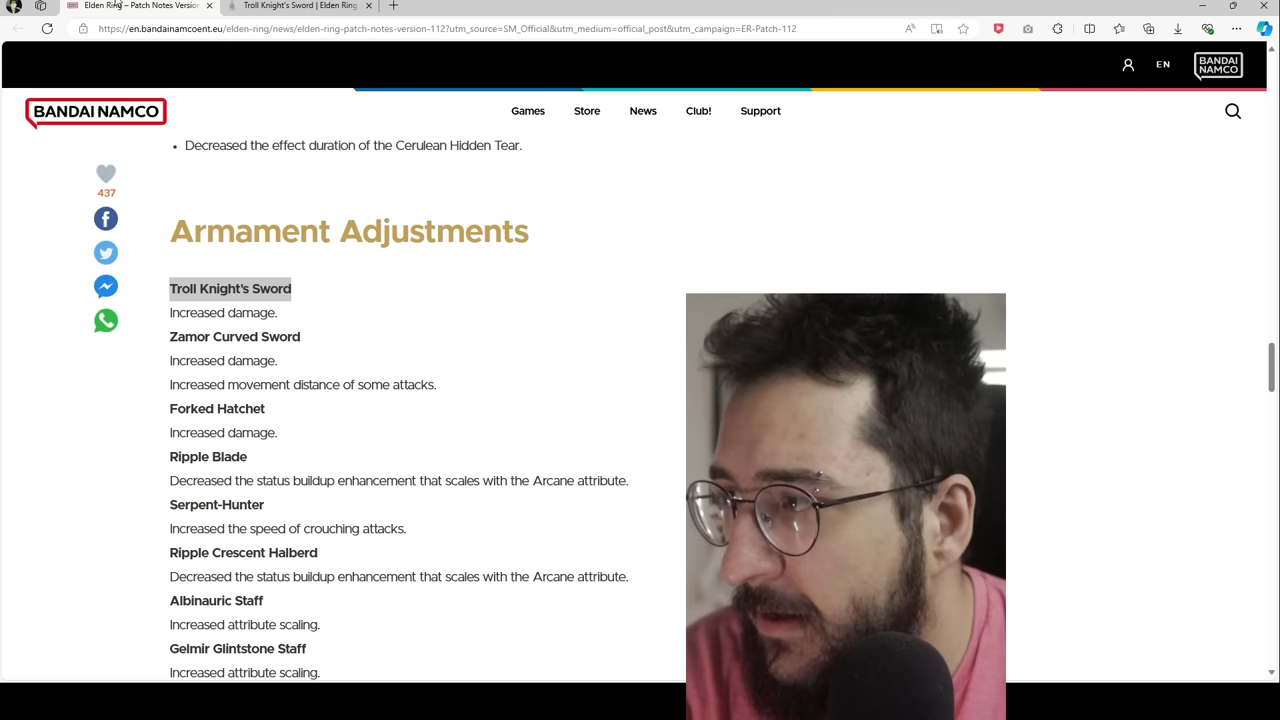 Elden Ring – Patch Notes Version
Troll Knight's Sword | Elden Ring
https://en.bandainamcoent.eu/elden-ring/news/elden-ring-patch-notes-version-112?utm_source=SM_Official&utm_medium=official_post&utm_campaign=ER-Patch-112
EN
BANDAI NAMCO
BANDAI NAMCO
Games Store News Club! Support
• Decreased the effect duration of the Cerulean Hidden Tear.
437
Armament Adjustments
Troll Knight's Sword
Increased damage.
Zamor Curved Sword
Increased damage.
Increased movement distance of some attacks.
Forked Hatchet
Increased damage.
Ripple Blade
Decreased the status buildup enhancement that scales with the Arcane attribute.
Serpent-Hunter
Increased the speed of crouching attacks.
Ripple Crescent Halberd
Decreased the status buildup enhancement that scales with the Arcane attribute.
Albinauric Staff
Increased attribute scaling.
Gelmir Glintstone Staff
Increased attribute scaling.